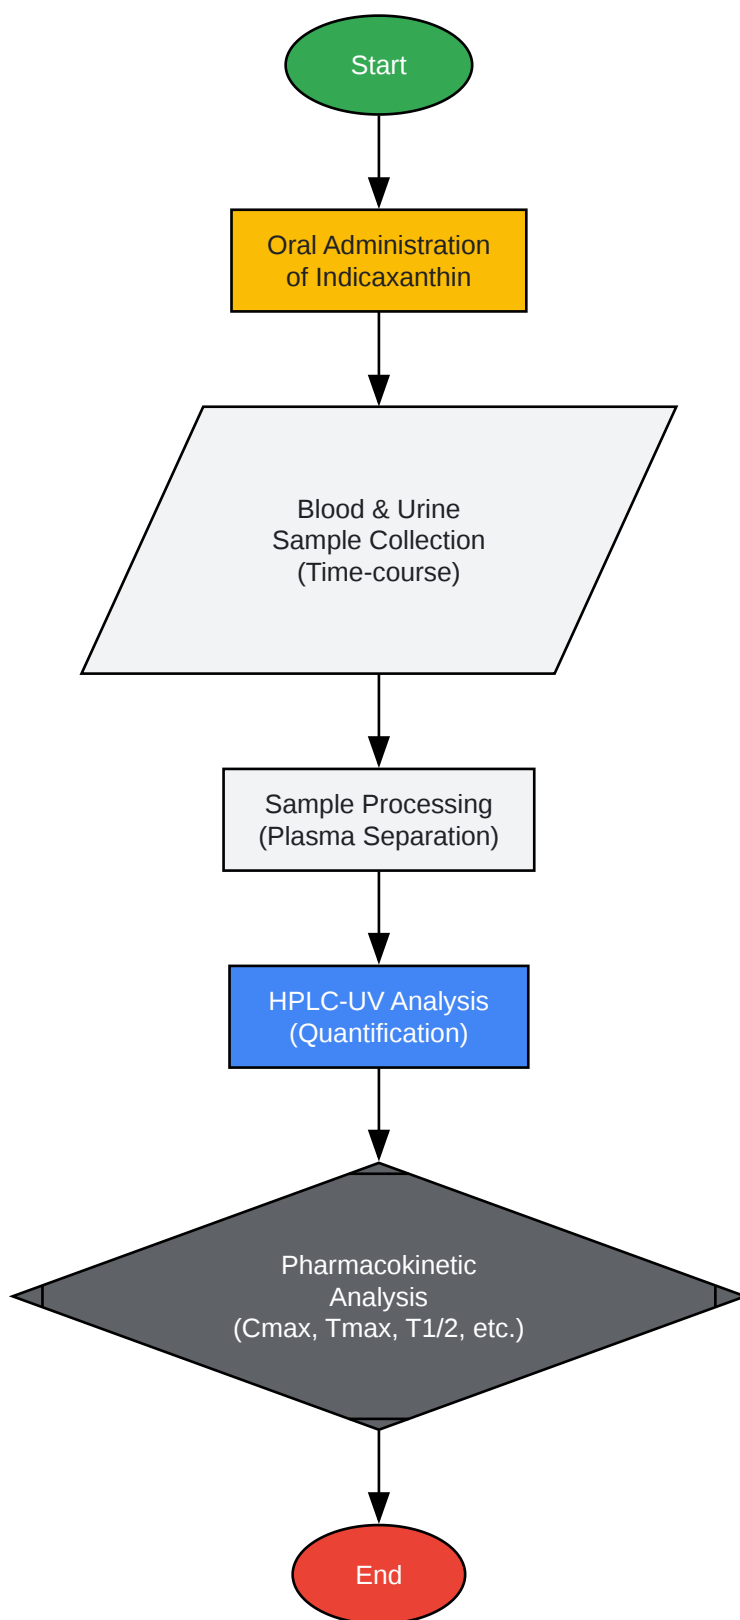 Start
Oral Administration
of Indicaxanthin
Blood & Urine
Sample Collection
(Time-course)
Sample Processing
(Plasma Separation)
HPLC-UV Analysis
(Quantification)
Pharmacokinetic
Analysis
(Cmax, Tmax, T1/2, etc.)
End